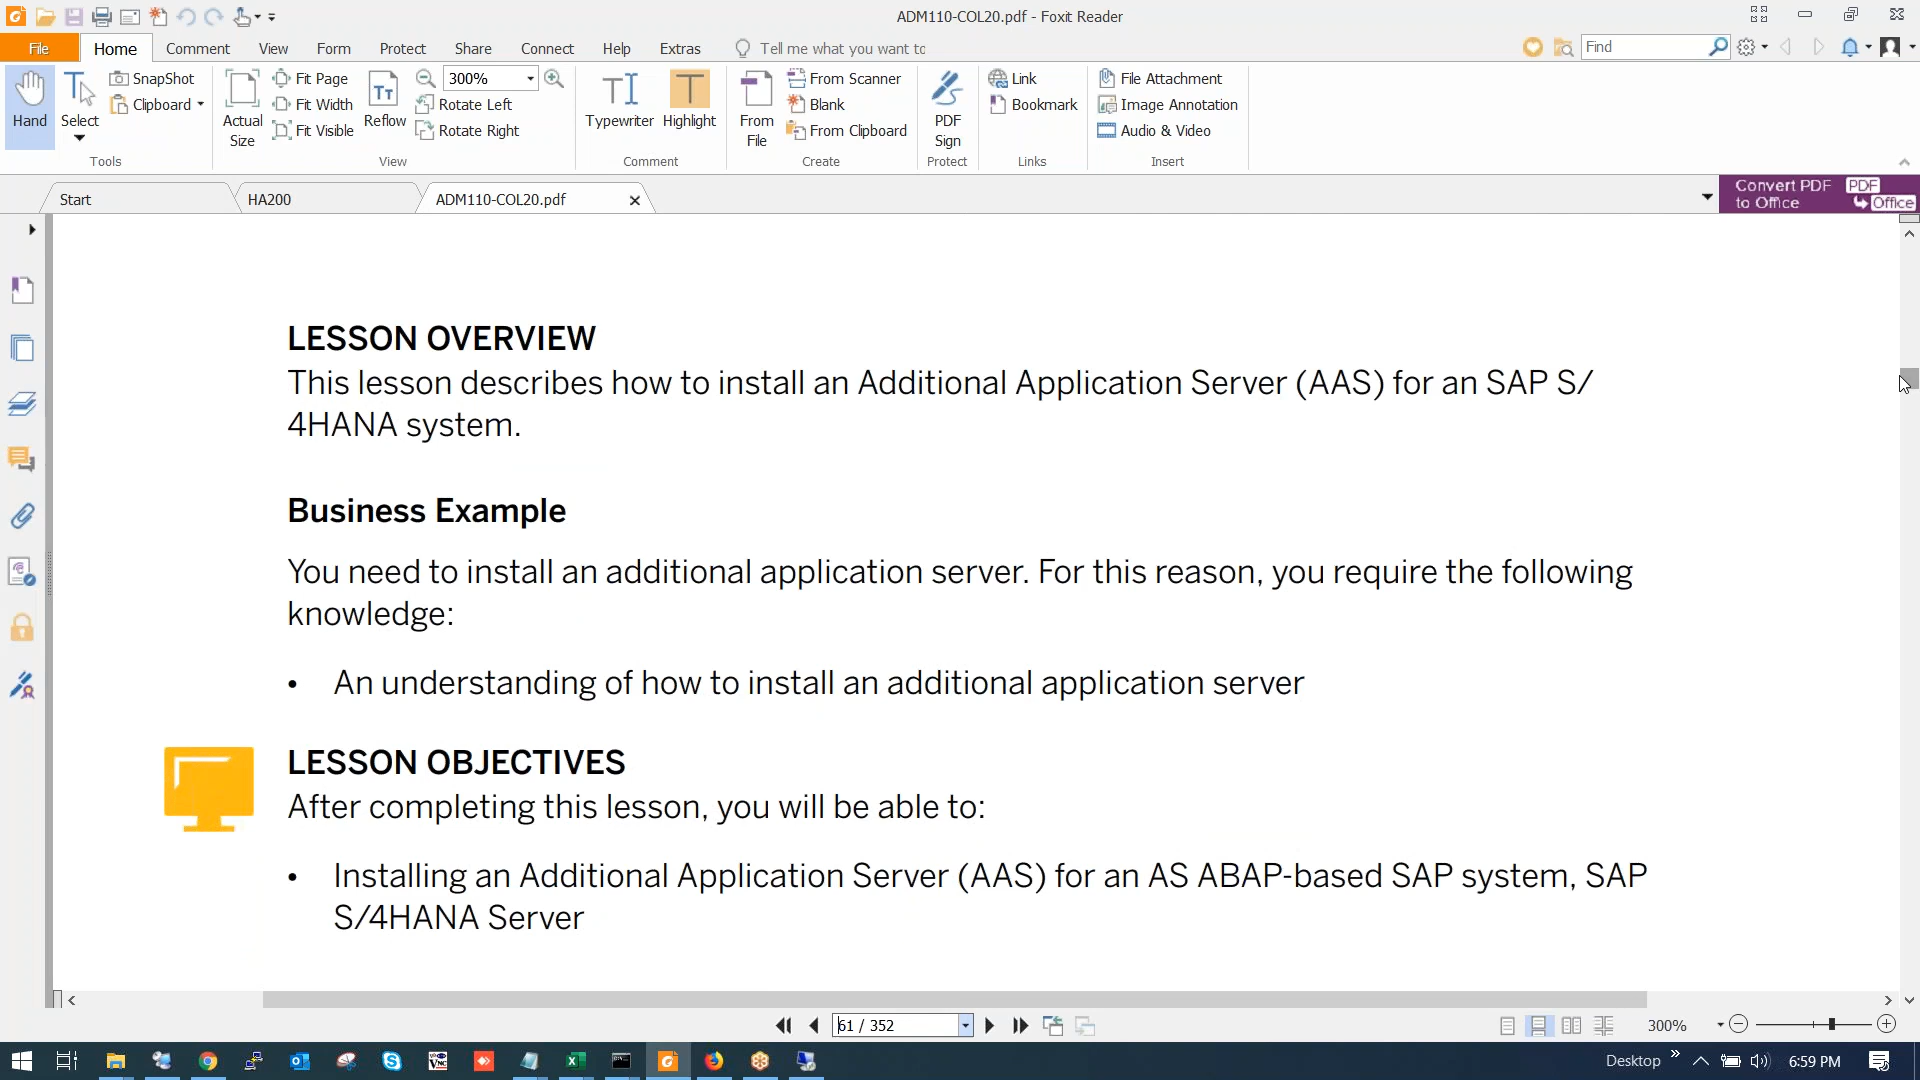 ADM110-COL20.pdf - Foxit Reader
File Home Comment View Form Protect Share Connect Help Extras Tell me what you want to Find
Hand Select SnapShot Clipboard Actual Size Fit Page Fit Width Fit Visible Reflow 300% Rotate Left Rotate Right Typewriter Highlight From File From Scanner Blank From Clipboard PDF Sign Link Bookmark File Attachment Image Annotation Audio & Video
Tools View Comment Create Protect Links Insert
Start HA200 ADM110-COL20.pdf Convert PDF to Office PDF Office
LESSON OVERVIEW
This lesson describes how to install an Additional Application Server (AAS) for an SAP S/
4HANA system.
Business Example
You need to install an additional application server. For this reason, you require the following
knowledge:
• An understanding of how to install an additional application server
LESSON OBJECTIVES
After completing this lesson, you will be able to:
• Installing an Additional Application Server (AAS) for an AS ABAP-based SAP system, SAP
S/4HANA Server
61 / 352 300%
Desktop 6:59 PM